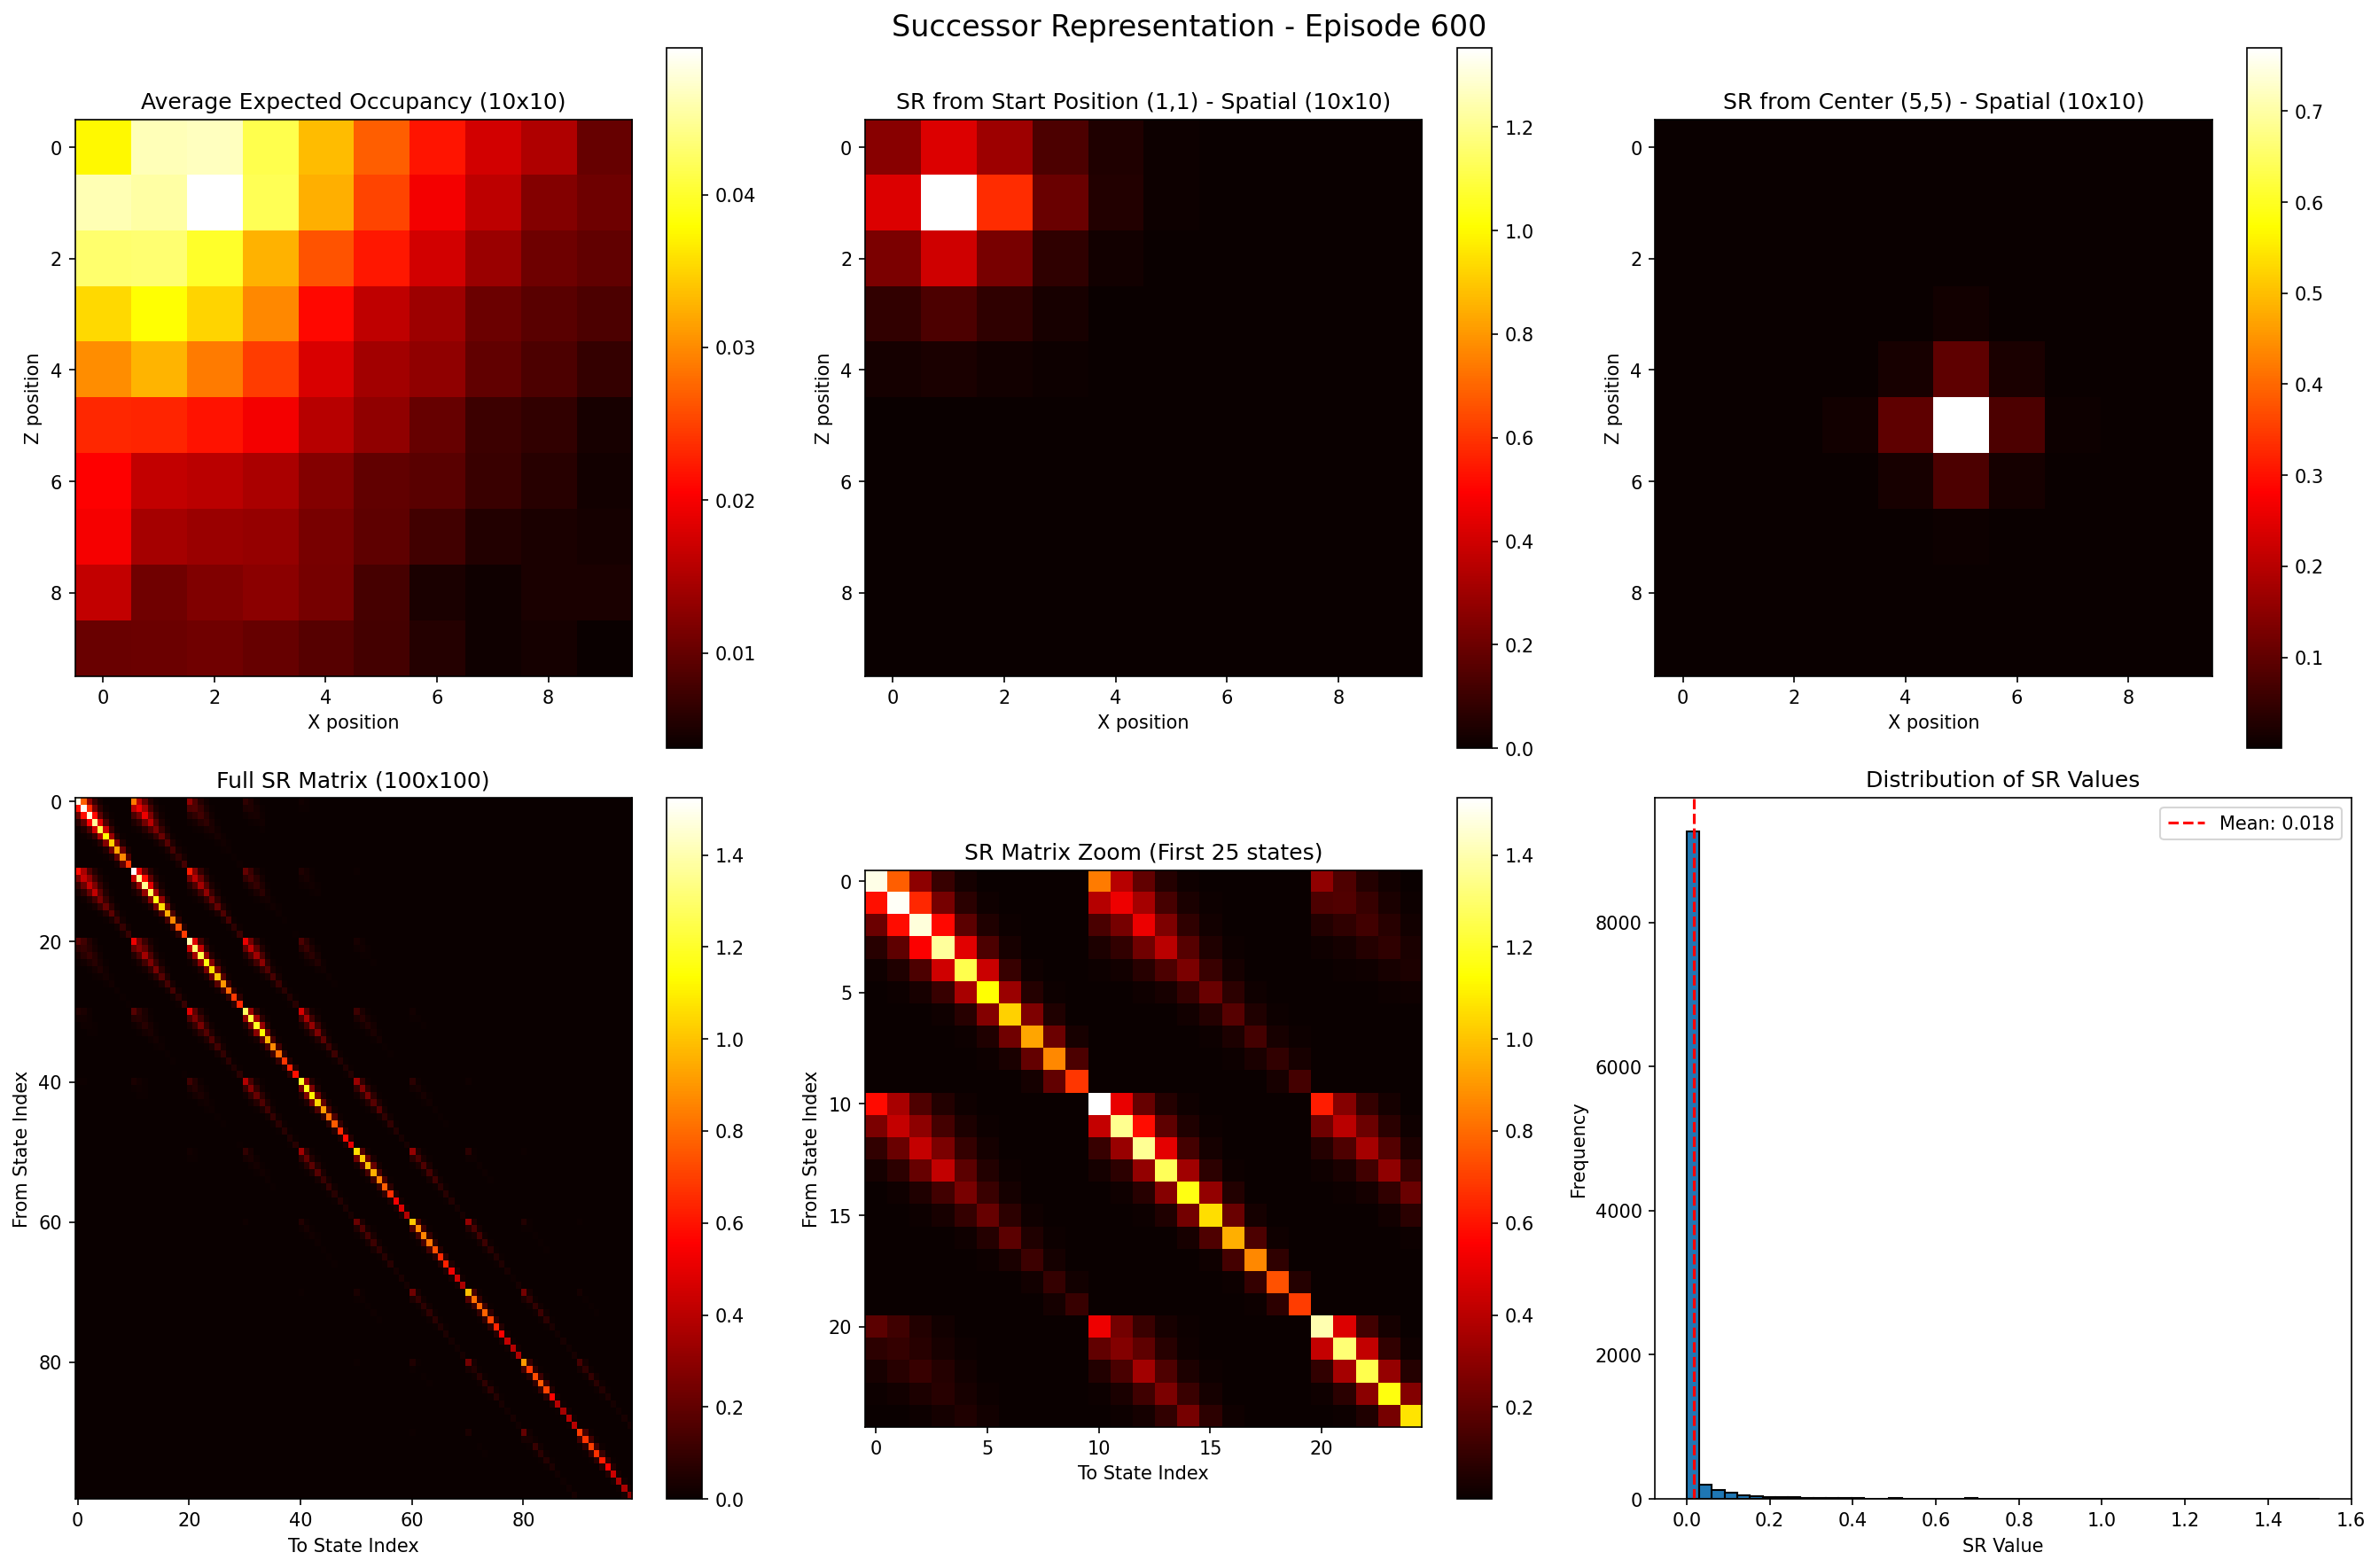 Successor Representation - Episode 600
Average Expected Occupancy (10x10)
0
2
4
6
8
Z position
0 2 4 6 8
X position
0.04
0.03
0.02
0.01
SR from Start Position (1,1) - Spatial (10x10)
0
2
4
6
8
Z position
0 2 4 6 8
X position
1.2
1.0
0.8
0.6
0.4
0.2
0.0
SR from Center (5,5) - Spatial (10x10)
0
2
4
6
8
Z position
0 2 4 6 8
X position
0.7
0.6
0.5
0.4
0.3
0.2
0.1
Full SR Matrix (100x100)
0
20
40
60
80
From State Index
0 20 40 60 80
To State Index
1.4
1.2
1.0
0.8
0.6
0.4
0.2
0.0
SR Matrix Zoom (First 25 states)
0
5
10
15
20
From State Index
0 5 10 15 20
To State Index
1.4
1.2
1.0
0.8
0.6
0.4
0.2
Distribution of SR Values
Mean: 0.018
8000
6000
4000
2000
0
Frequency
0.0 0.2 0.4 0.6 0.8 1.0 1.2 1.4 1.6
SR Value